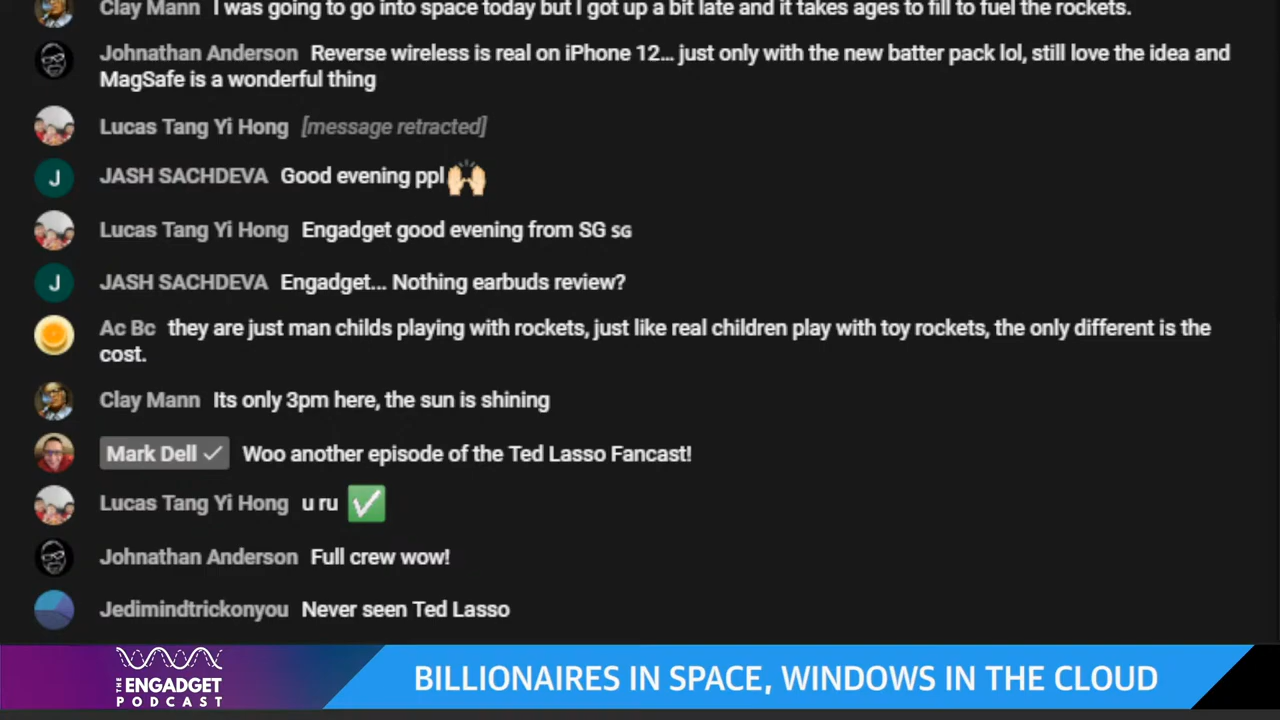 Clay Mann I was going to go into space today but I got up a bit late and it takes ages to fill to fuel the rockets.
Johnathan Anderson Reverse wireless is real on iPhone 12... just only with the new batter pack lol, still love the idea and
MagSafe is a wonderful thing
Lucas Tang Yi Hong [message retracted]
J JASH SACHDEVA Good evening ppl
Lucas Tang Yi Hong Engadget good evening from SG SG
J JASH SACHDEVA Engadget... Nothing earbuds review?
Ac Bc they are just man childs playing with rockets, just like real children play with toy rockets, the only different is the
cost.
Clay Mann Its only 3pm here, the sun is shining
Mark Dell Woo another episode of the Ted Lasso Fancast!
Lucas Tang Yi Hong u ru
Johnathan Anderson Full crew wow!
Jedimindtrickonyou Never seen Ted Lasso
THE ENGADGET
PODCAST
BILLIONAIRES IN SPACE, WINDOWS IN THE CLOUD